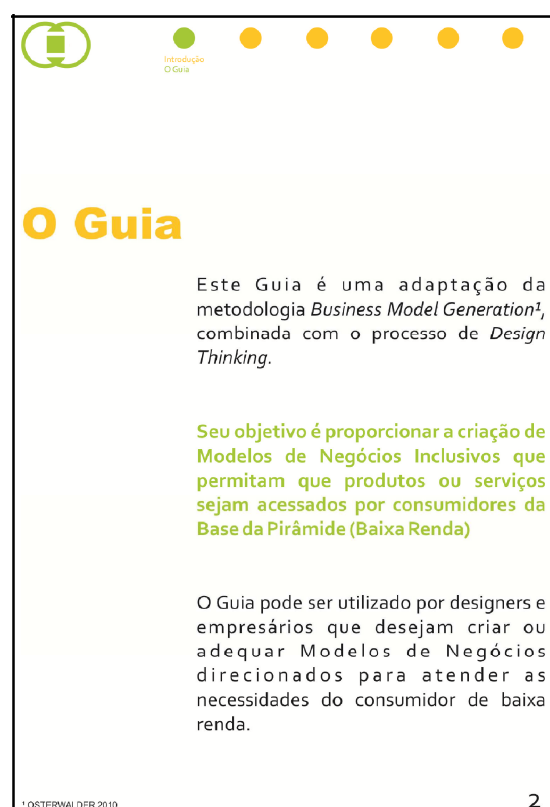 Introdução
O Guia
O Guia
Este Guia é uma adaptação da
metodologia Business Model Generation¹,
combinada com o processo de Design
Thinking.
Seu objetivo é proporcionar a criação de
Modelos de Negócios Inclusivos que
permitam que produtos ou serviços
sejam acessados por consumidores da
Base da Pirâmide (Baixa Renda)
O Guia pode ser utilizado por designers e
empresários que desejam criar ou
adequar Modelos de Negócios
direcionados para atender as
necessidades do consumidor de baixa
renda.
¹ OSTERWALDER 2010
2